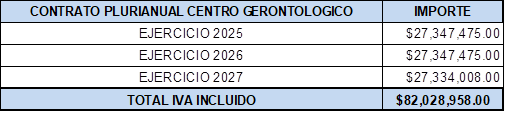 CONTRATO PLURIANUAL CENTRO GERONTOLOGICO IMPORTE
EJERCICIO 2025 $27,347,475.00
EJERCICIO 2026 $27,347,475.00
EJERCICIO 2027 $27,334,008.00
TOTAL IVA INCLUIDO $82,028,958.00